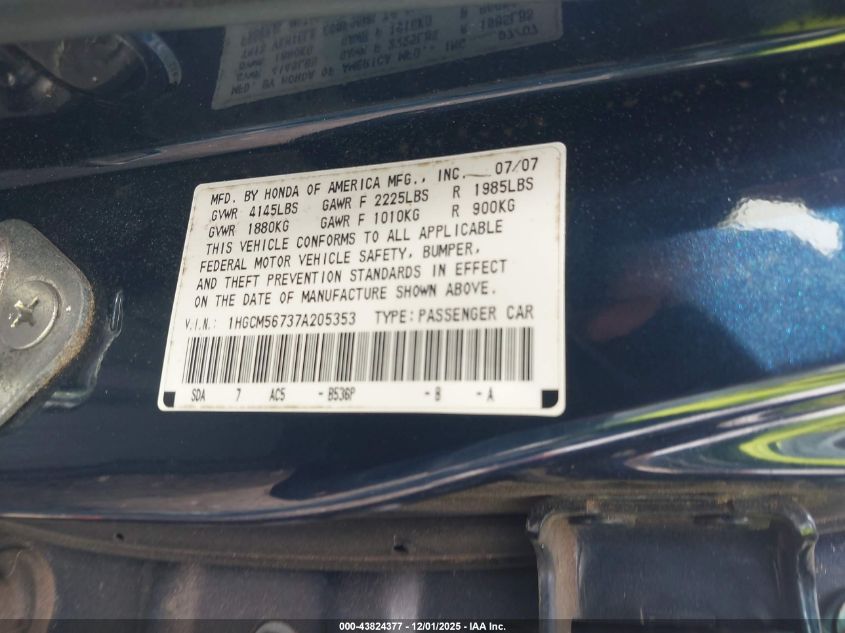 MFD. BY HONDA OF AMERICA MFG., INC. 07/07
GVWR 4145LBS GAWR F 2225LBS R 1985LBS
GVWR 1880KG GAWR F 1010KG R 900KG
THIS VEHICLE CONFORMS TO ALL APPLICABLE
FEDERAL MOTOR VEHICLE SAFETY, BUMPER,
AND THEFT PREVENTION STANDARDS IN EFFECT
ON THE DATE OF MANUFACTURE SHOWN ABOVE.
V.I.N.: 1HGCM56737A205353 TYPE: PASSENGER CAR
SDA 7 AC5 - B536P - B - A
000-43824377 - 12/01/2025 - IAA Inc.